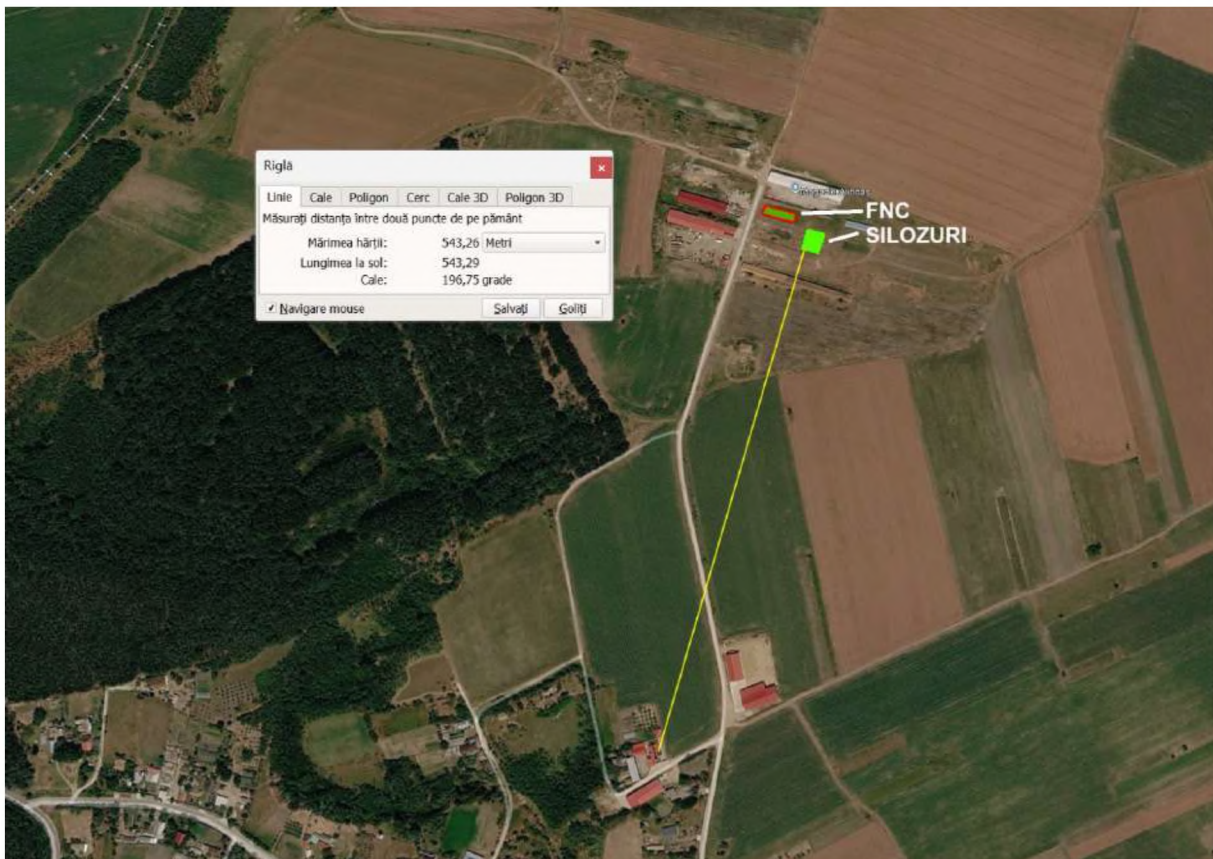 Riglă
Linie Cale Poligon Cerc Cale 3D Poligon 3D
Măsurați distanța între două puncte de pe pământ
Mărimea hărții: 543,26 Metri
Lungimea la sol: 543,29
Cale: 196,75 grade
Navigare mouse Salvați Goliți
FNC
SILOZURI